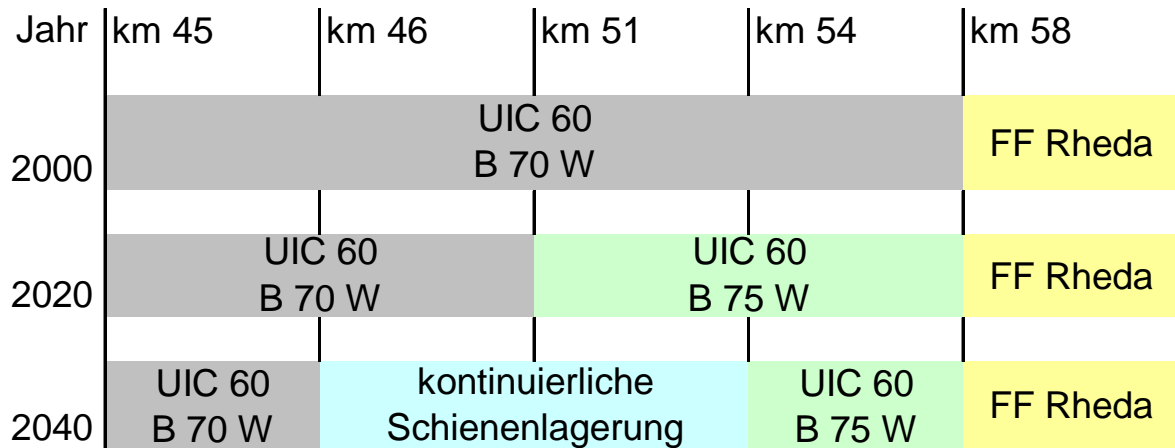 Jahr km 45 km 46 km 51 km 54 km 58
UIC 60
B 70 W
FF Rheda
2000
UIC 60 UIC 60
B 70 W B 75 W
FF Rheda
2020
UIC 60 kontinuierliche UIC 60
B 70 W Schienenlagerung B 75 W
FF Rheda
2040